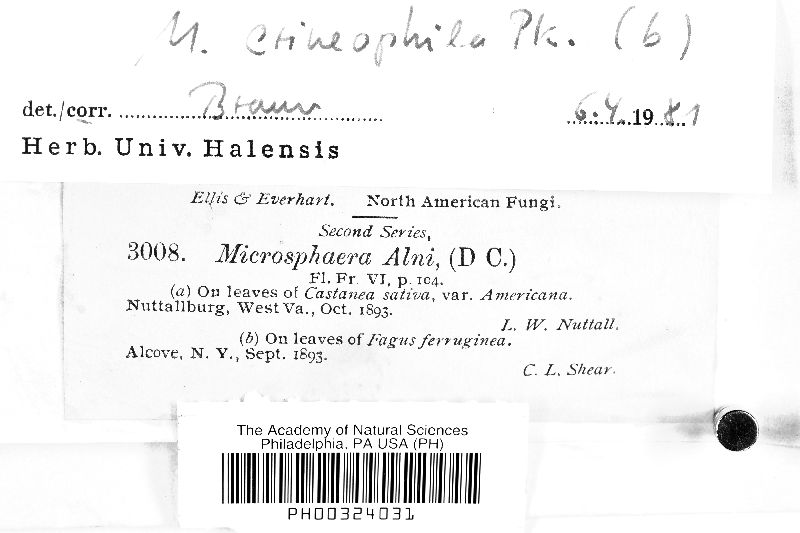 M. erineophila Pk. (b)
det./corr. Braun 6.4.1981
Herb. Univ. Halensis
Ellis & Everhart. North American Fungi.
Second Series,
3008. Microsphaera Alni, (D C.)
Fl. Fr. VI, p. 104.
(a) On leaves of Castanea sativa, var. Americana.
Nuttallburg, West Va., Oct. 1893.
L. W. Nuttall.
(b) On leaves of Fagus ferruginea.
Alcove, N. Y., Sept. 1893.
C. L. Shear.
The Academy of Natural Sciences
Philadelphia, PA USA (PH)
PH00324031